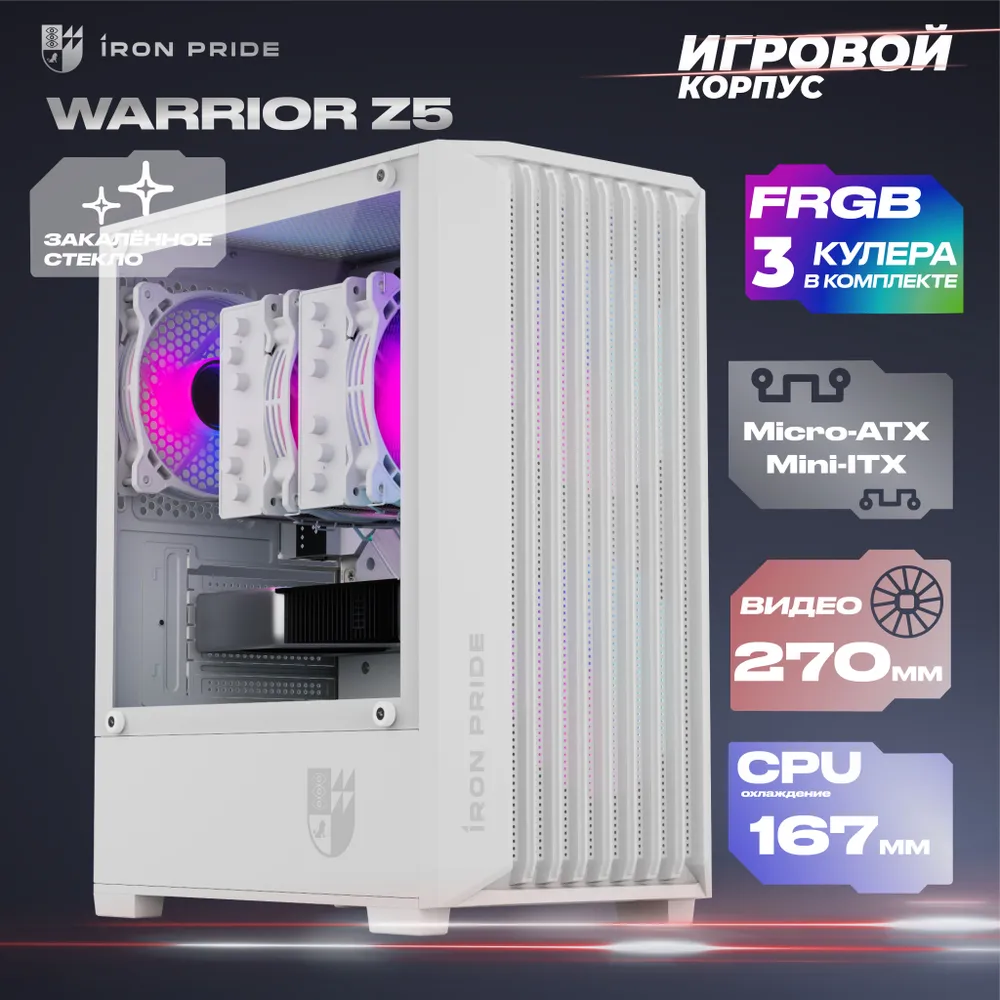 IRON PRIDE
WARRIOR Z5
ИГРОВОЙ
КОРПУС
ЗАКАЛЁННОЕ
СТЕКЛО
FRGB
3 КУЛЕРА
В КОМПЛЕКТЕ
Micro-ATX
Mini-ITX
ВИДЕО
270 мм
CPU
охлаждение
167 мм
IRON PRIDE